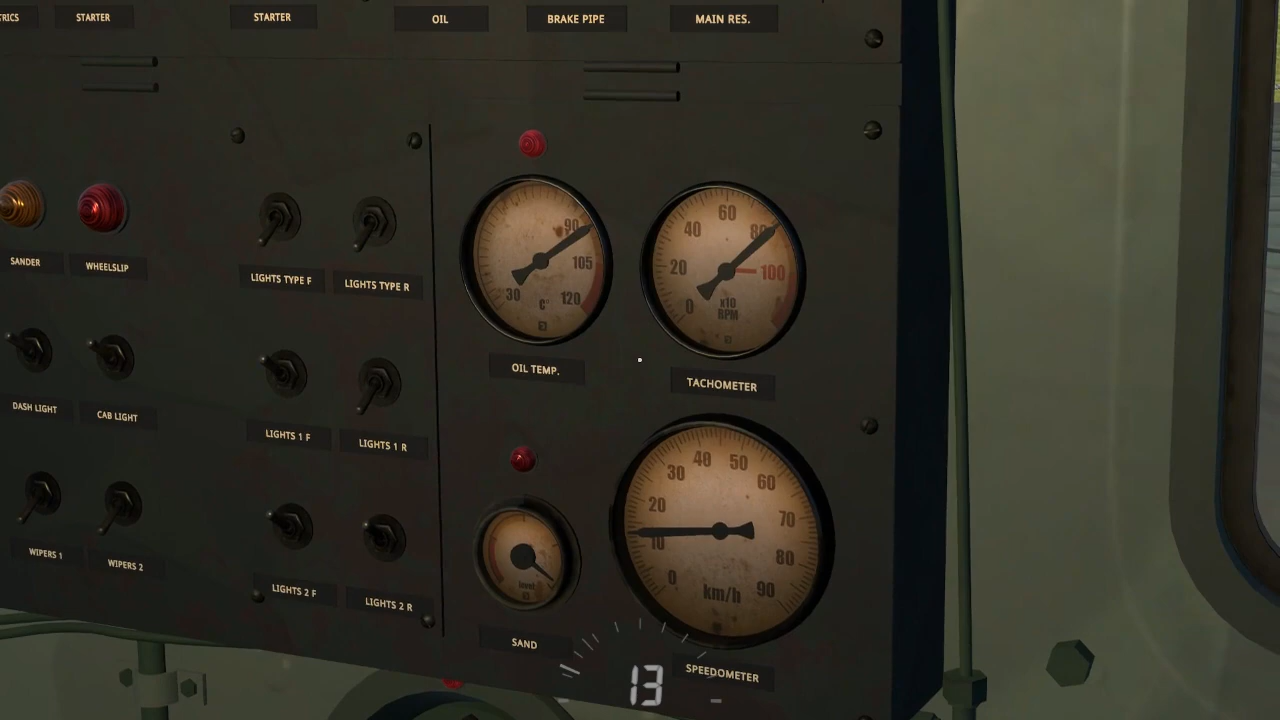 STARTER
STARTER
OIL
BRAKE PIPE
MAIN RES.
SANDER
WHEELSLIP
LIGHTS TYPE F
LIGHTS TYPE R
90
105
120
30
C°
OIL TEMP.
0
20
40
60
80
100
x10
BPM
TACHOMETER
DASH LIGHT
CAB LIGHT
LIGHTS 1 F
LIGHTS 1 R
WIPERS 1
WIPERS 2
LIGHTS 2 F
LIGHTS 2 R
SAND
0
10
20
30
40
50
60
70
80
90
km/h
SPEEDOMETER
13